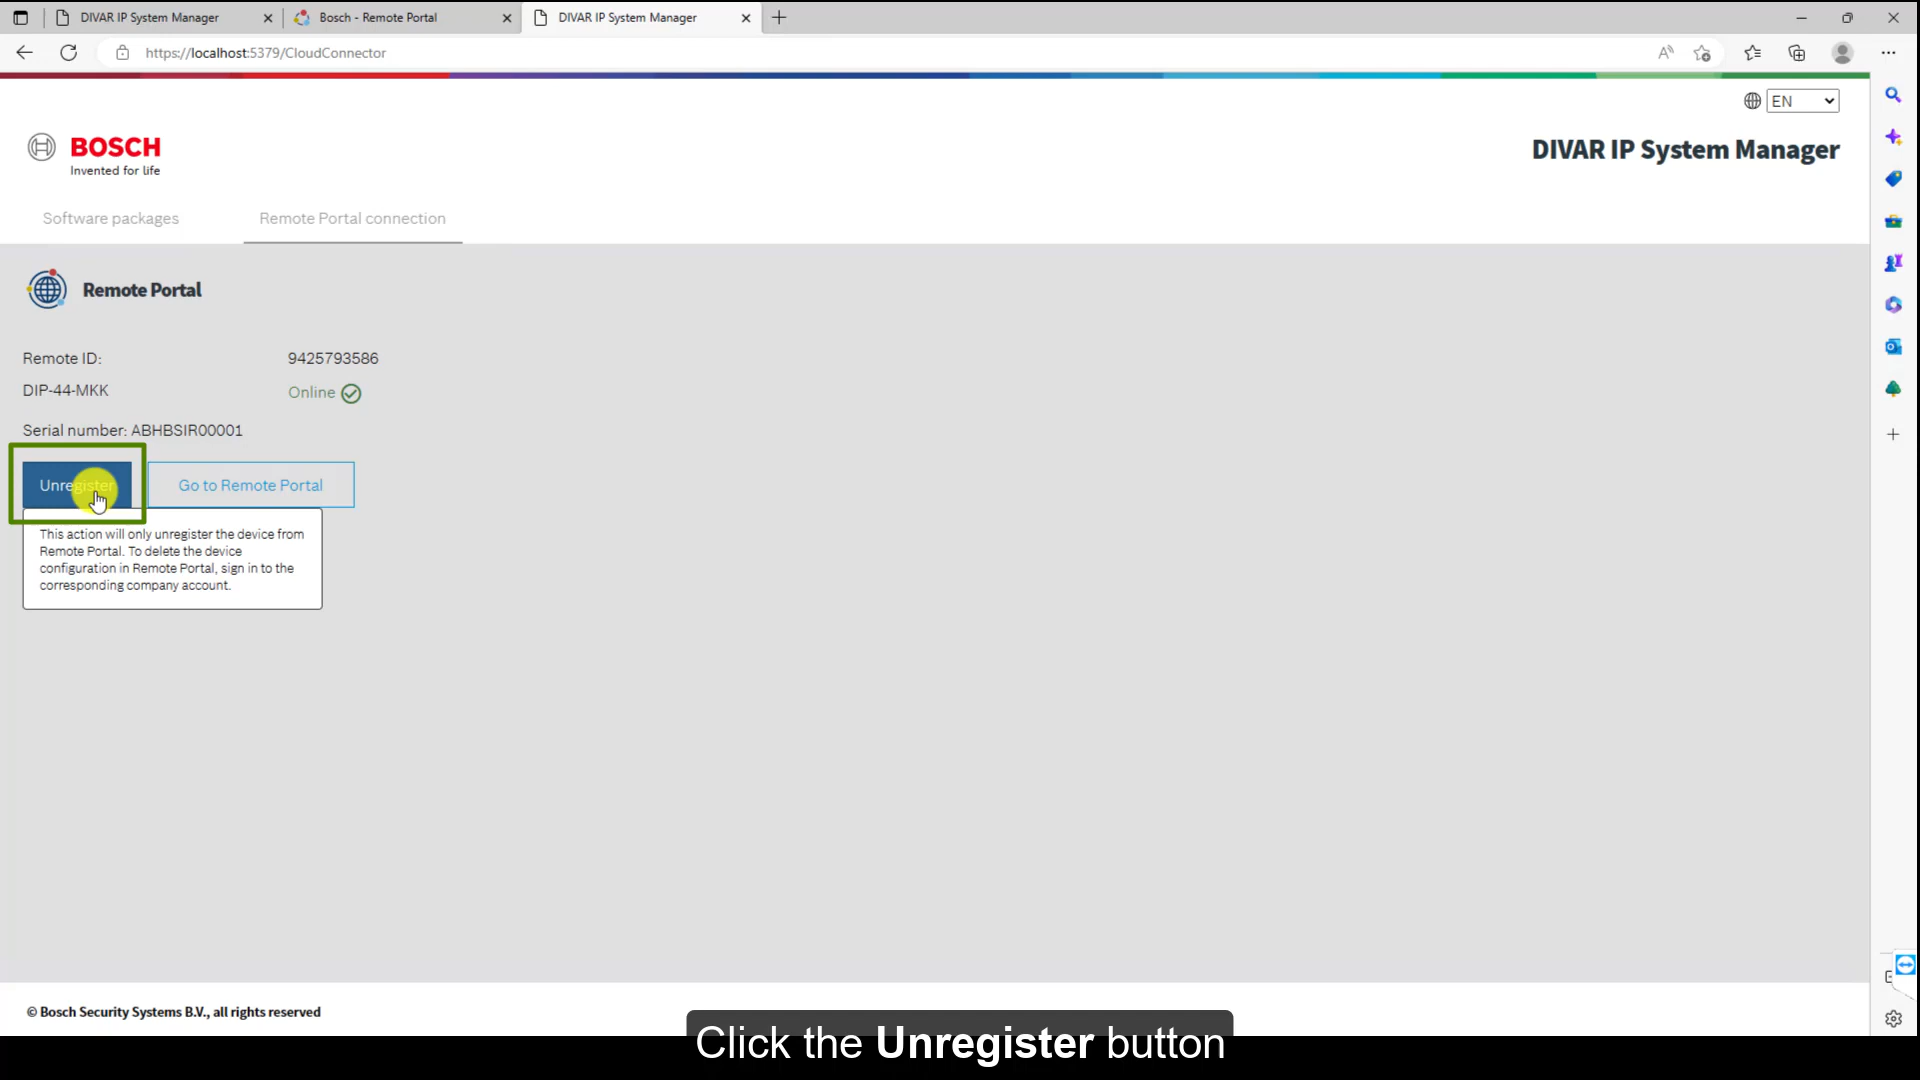 DIVAR IP System Manager
Bosch - Remote Portal
DIVAR IP System Manager
https://localhost:5379/CloudConnector
EN
BOSCH
Invented for life
DIVAR IP System Manager
Software packages
Remote Portal connection
Remote Portal
Remote ID:
9425793586
DIP-44-MKK
Online
Serial number: ABHBSIR00001
Unregister
Go to Remote Portal
This action will only unregister the device from
Remote Portal. To delete the device
configuration in Remote Portal, sign in to the
corresponding company account.
© Bosch Security Systems B.V., all rights reserved
Click the Unregister button